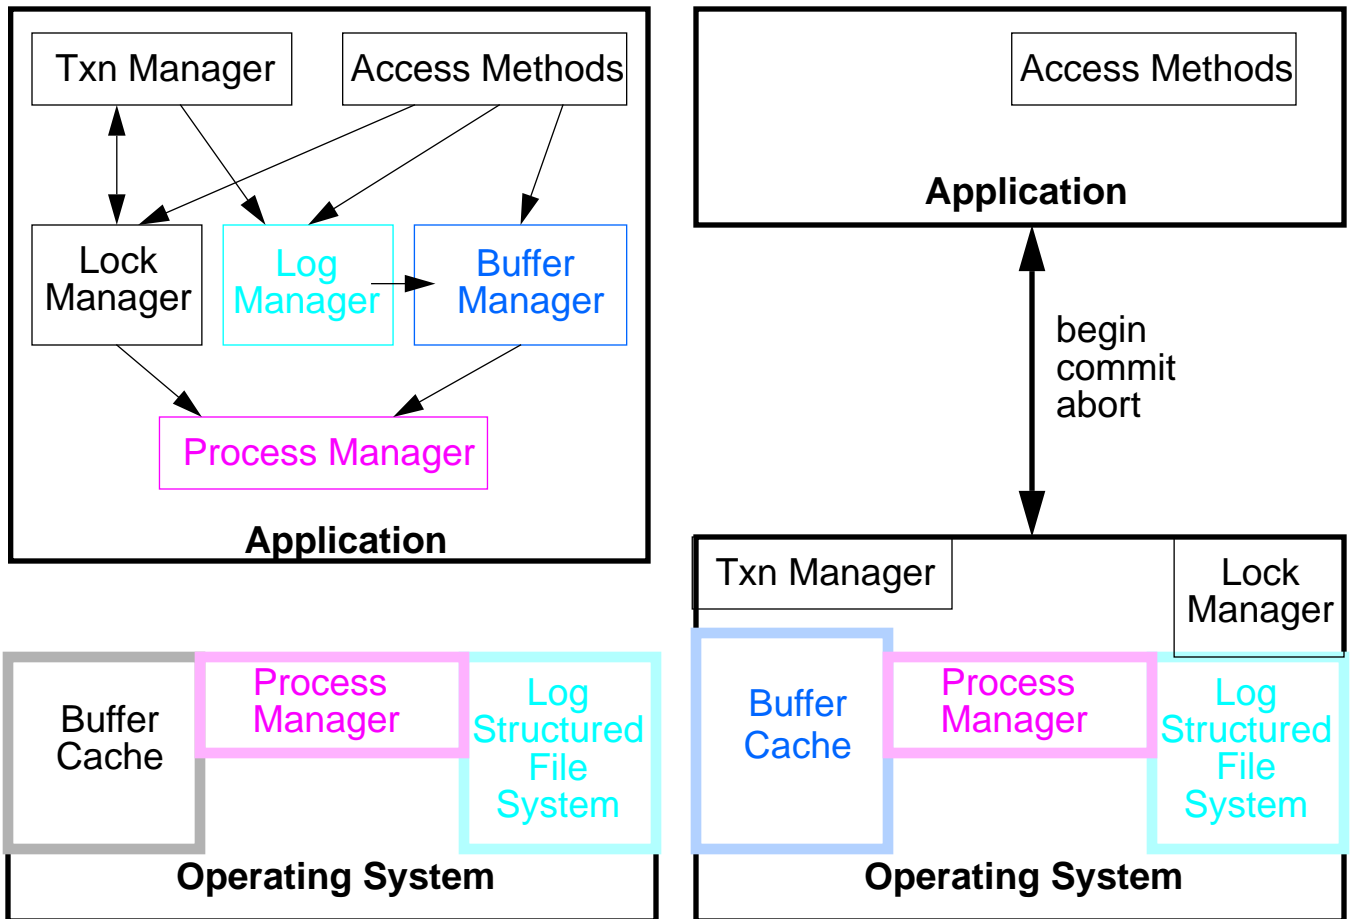 Txn Manager
Access Methods
Lock
Manager
Log
Manager
Buffer
Manager
Process Manager
Application
Buffer
Cache
Process
Manager
Log
Structured
File
System
Operating System
Access Methods
Application
begin
commit
abort
Txn Manager
Lock
Manager
Buffer
Cache
Process
Manager
Log
Structured
File
System
Operating System